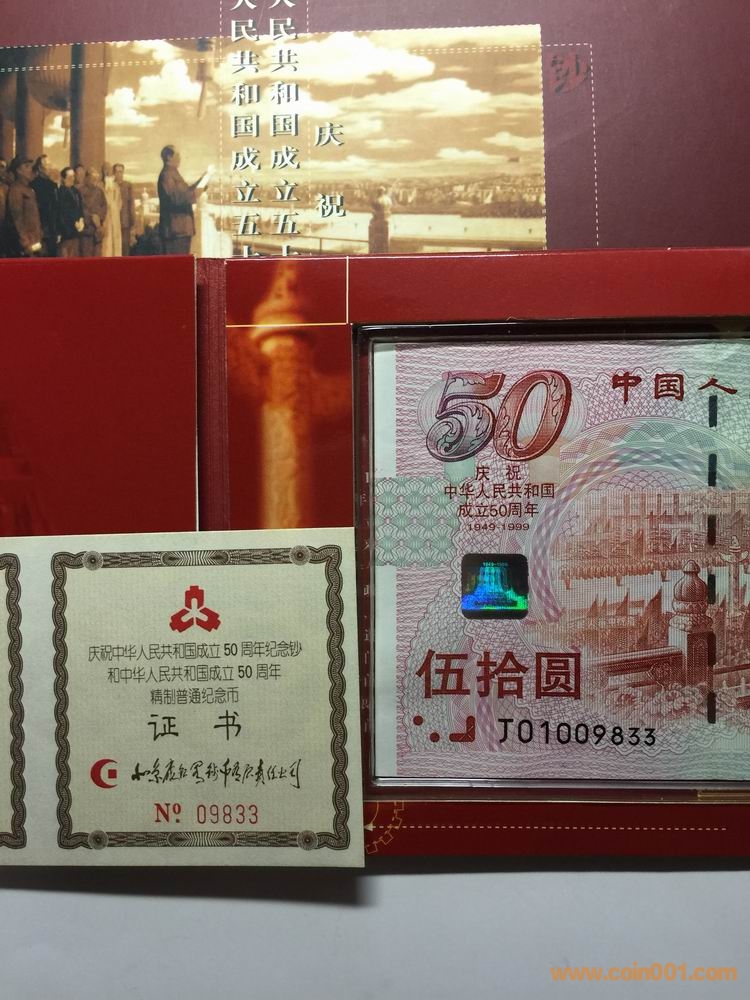 人民共和国成立五十
人民共和国成立五十
庆祝
钞
50
中国人
庆 祝
中华人民共和国
成立50周年
1949-1999
伍拾圆
J01009833
庆祝中华人民共和国成立50周年纪念钞
和中华人民共和国成立50周年
精制普通纪念币
证 书
Nº 09833
www.coin001.com